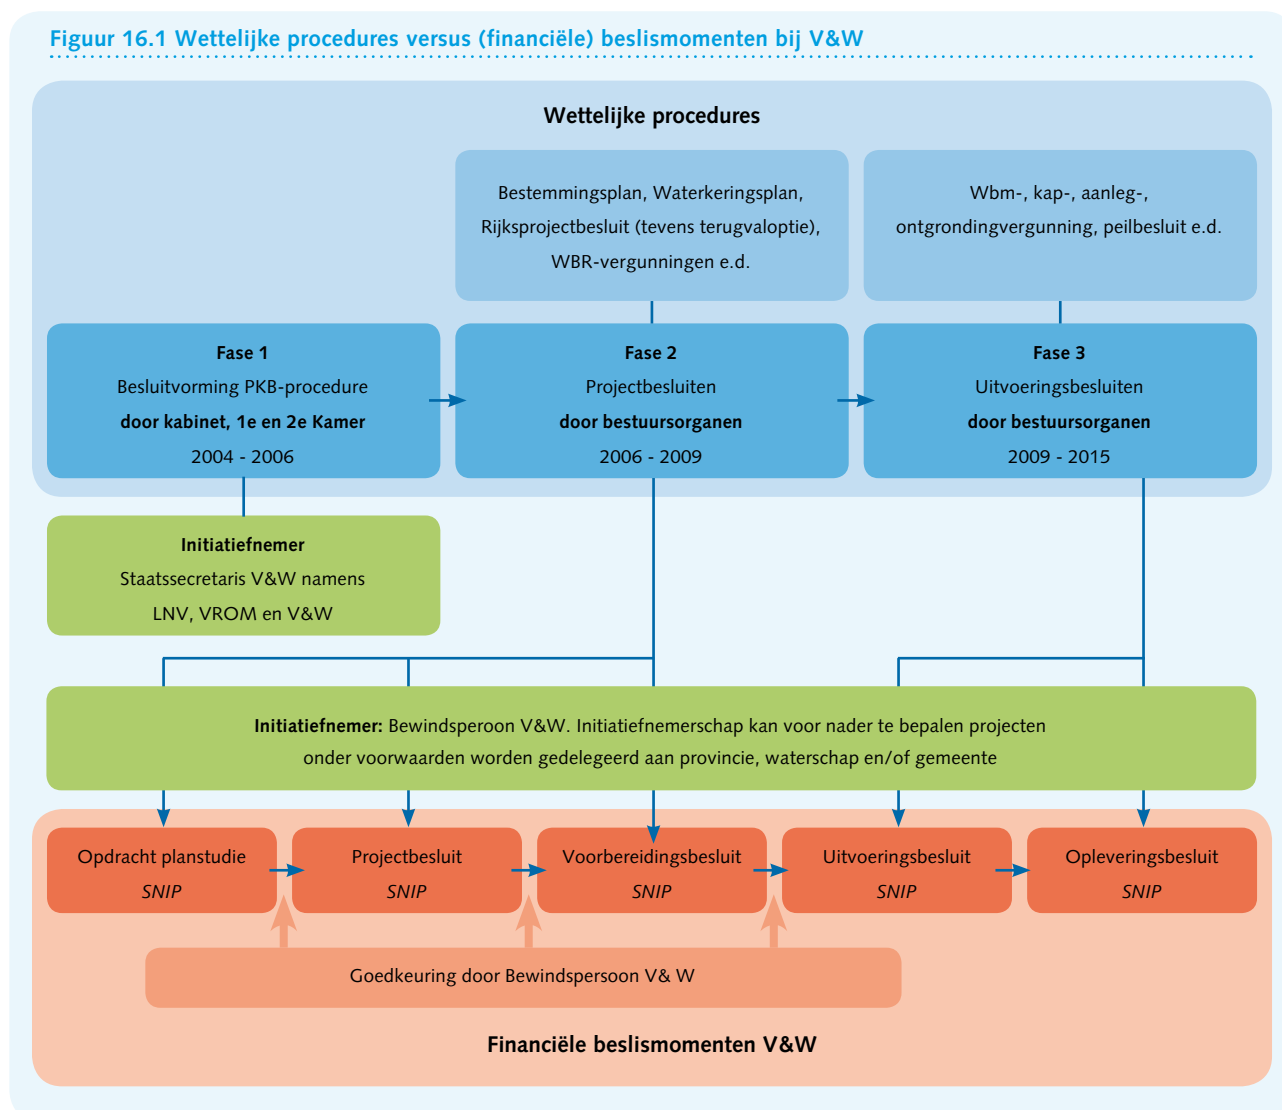 Figuur 16.1 Wettelijke procedures versus (financiële) beslismomenten bij V&W
Wettelijke procedures
Bestemmingsplan, Waterkeringsplan,
Rijksprojectbesluit (tevens terugvaloptie),
WBR-vergunningen e.d.
Wbm-, kap-, aanleg-,
ontgrondingvergunning, peilbesluit e.d.
Fase 1
Besluitvorming PKB-procedure
door kabinet, 1e en 2e Kamer
2004 - 2006
Fase 2
Projectbesluiten
door bestuursorganen
2006 - 2009
Fase 3
Uitvoeringsbesluiten
door bestuursorganen
2009 - 2015
Initiatiefnemer
Staatssecretaris V&W namens
LNV, VROM en V&W
Initiatiefnemer: Bewindsperoon V&W. Initiatiefnemerschap kan voor nader te bepalen projecten
onder voorwaarden worden gedelegeerd aan provincie, waterschap en/of gemeente
Opdracht planstudie
SNIP
Projectbesluit
SNIP
Voorbereidingsbesluit
SNIP
Uitvoeringsbesluit
SNIP
Opleveringsbesluit
SNIP
Goedkeuring door Bewindspersoon V& W
Financiële beslismomenten V&W